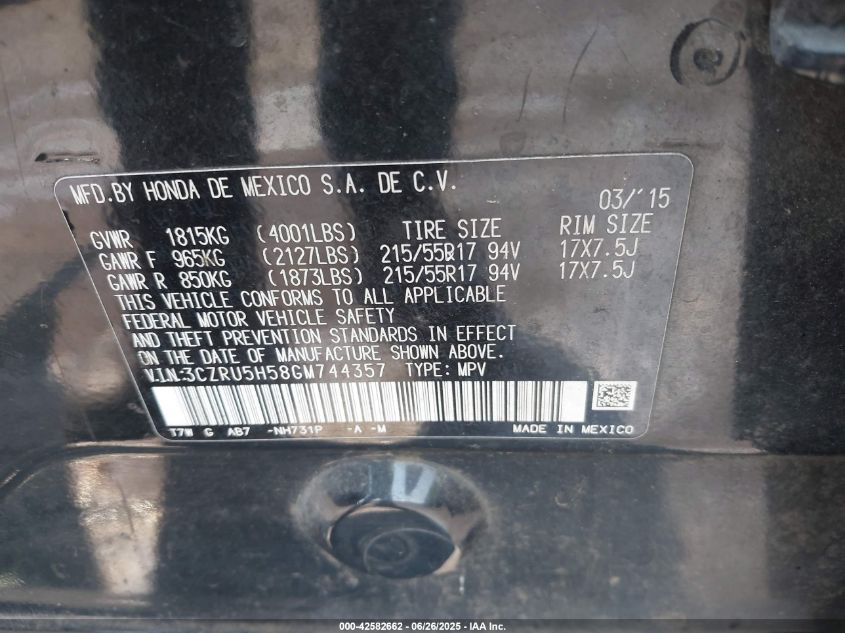 MFD.BY HONDA DE MEXICO S.A. DE C.V. 03/'15
GVWR 1815KG (4001LBS) TIRE SIZE RIM SIZE
GAWR F 965KG (2127LBS) 215/55R17 94V 17X7.5J
GAWR R 850KG (1873LBS) 215/55R17 94V 17X7.5J
THIS VEHICLE CONFORMS TO ALL APPLICABLE
FEDERAL MOTOR VEHICLE SAFETY
AND THEFT PREVENTION STANDARDS IN EFFECT
ON THE DATE OF MANUFACTURE SHOWN ABOVE.
V.I.N:3CZRU5H58GM744357 TYPE: MPV
T7W G AB7 -NH731P -A -M MADE IN MEXICO
000-42582662 - 06/26/2025 - IAA Inc.